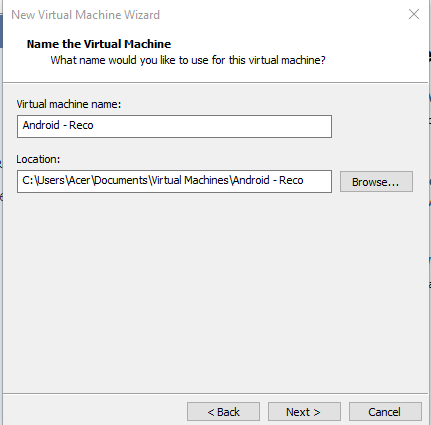 New Virtual Machine Wizard
Name the Virtual Machine
What name would you like to use for this virtual machine?
Virtual machine name:
Android - Reco
Location:
C:\Users\Acer\Documents\Virtual Machines\Android - Reco
Browse...
< Back
Next >
Cancel